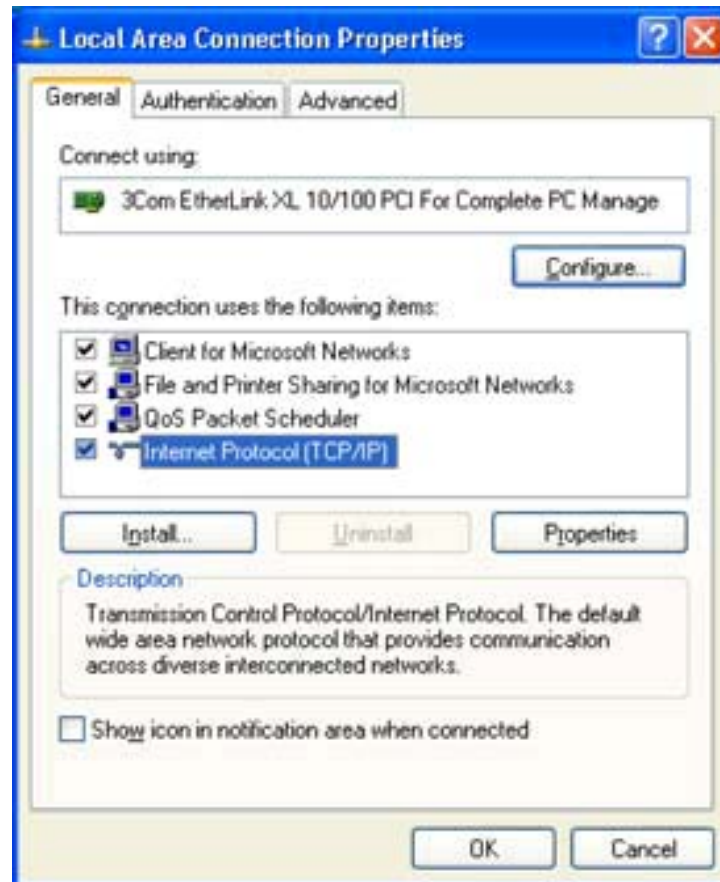 Local Area Connection Properties
General Authentication Advanced
Connect using:
3Com EtherLink XL 10/100 PCI For Complete PC Manage
Configure...
This connection uses the following items:
Client for Microsoft Networks
File and Printer Sharing for Microsoft Networks
QoS Packet Scheduler
Internet Protocol (TCP/IP)
Install... Uninstall Properties
Description
Transmission Control Protocol/Internet Protocol. The default
wide area network protocol that provides communication
across diverse interconnected networks.
Show icon in notification area when connected
OK Cancel